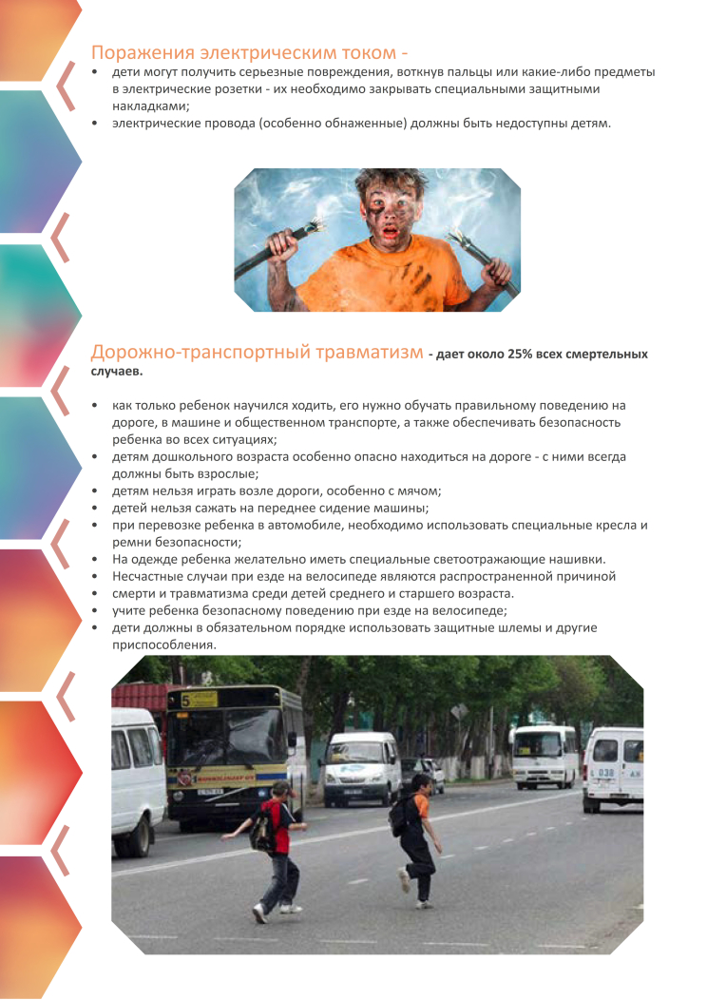 Поражения электрическим током -
• дети могут получить серьезные повреждения, воткнув пальцы или какие-либо предметы
в электрические розетки - их необходимо закрывать специальными защитными
накладками;
• электрические провода (особенно обнаженные) должны быть недоступны детям.
Дорожно-транспортный травматизм - дает около 25% всех смертельных
случаев.
• как только ребенок научился ходить, его нужно обучать правильному поведению на
дороге, в машине и общественном транспорте, а также обеспечивать безопасность
ребенка во всех ситуациях;
• детям дошкольного возраста особенно опасно находиться на дороге - с ними всегда
должны быть взрослые;
• детям нельзя играть возле дороги, особенно с мячом;
• детей нельзя сажать на переднее сидение машины;
• при перевозке ребенка в автомобиле, необходимо использовать специальные кресла и
ремни безопасности;
• На одежде ребенка желательно иметь специальные светоотражающие нашивки.
• Несчастные случаи при езде на велосипеде являются распространенной причиной
• смерти и травматизма среди детей среднего и старшего возраста.
• учите ребенка безопасному поведению при езде на велосипеде;
• дети должны в обязательном порядке использовать защитные шлемы и другие
приспособления.
5
038